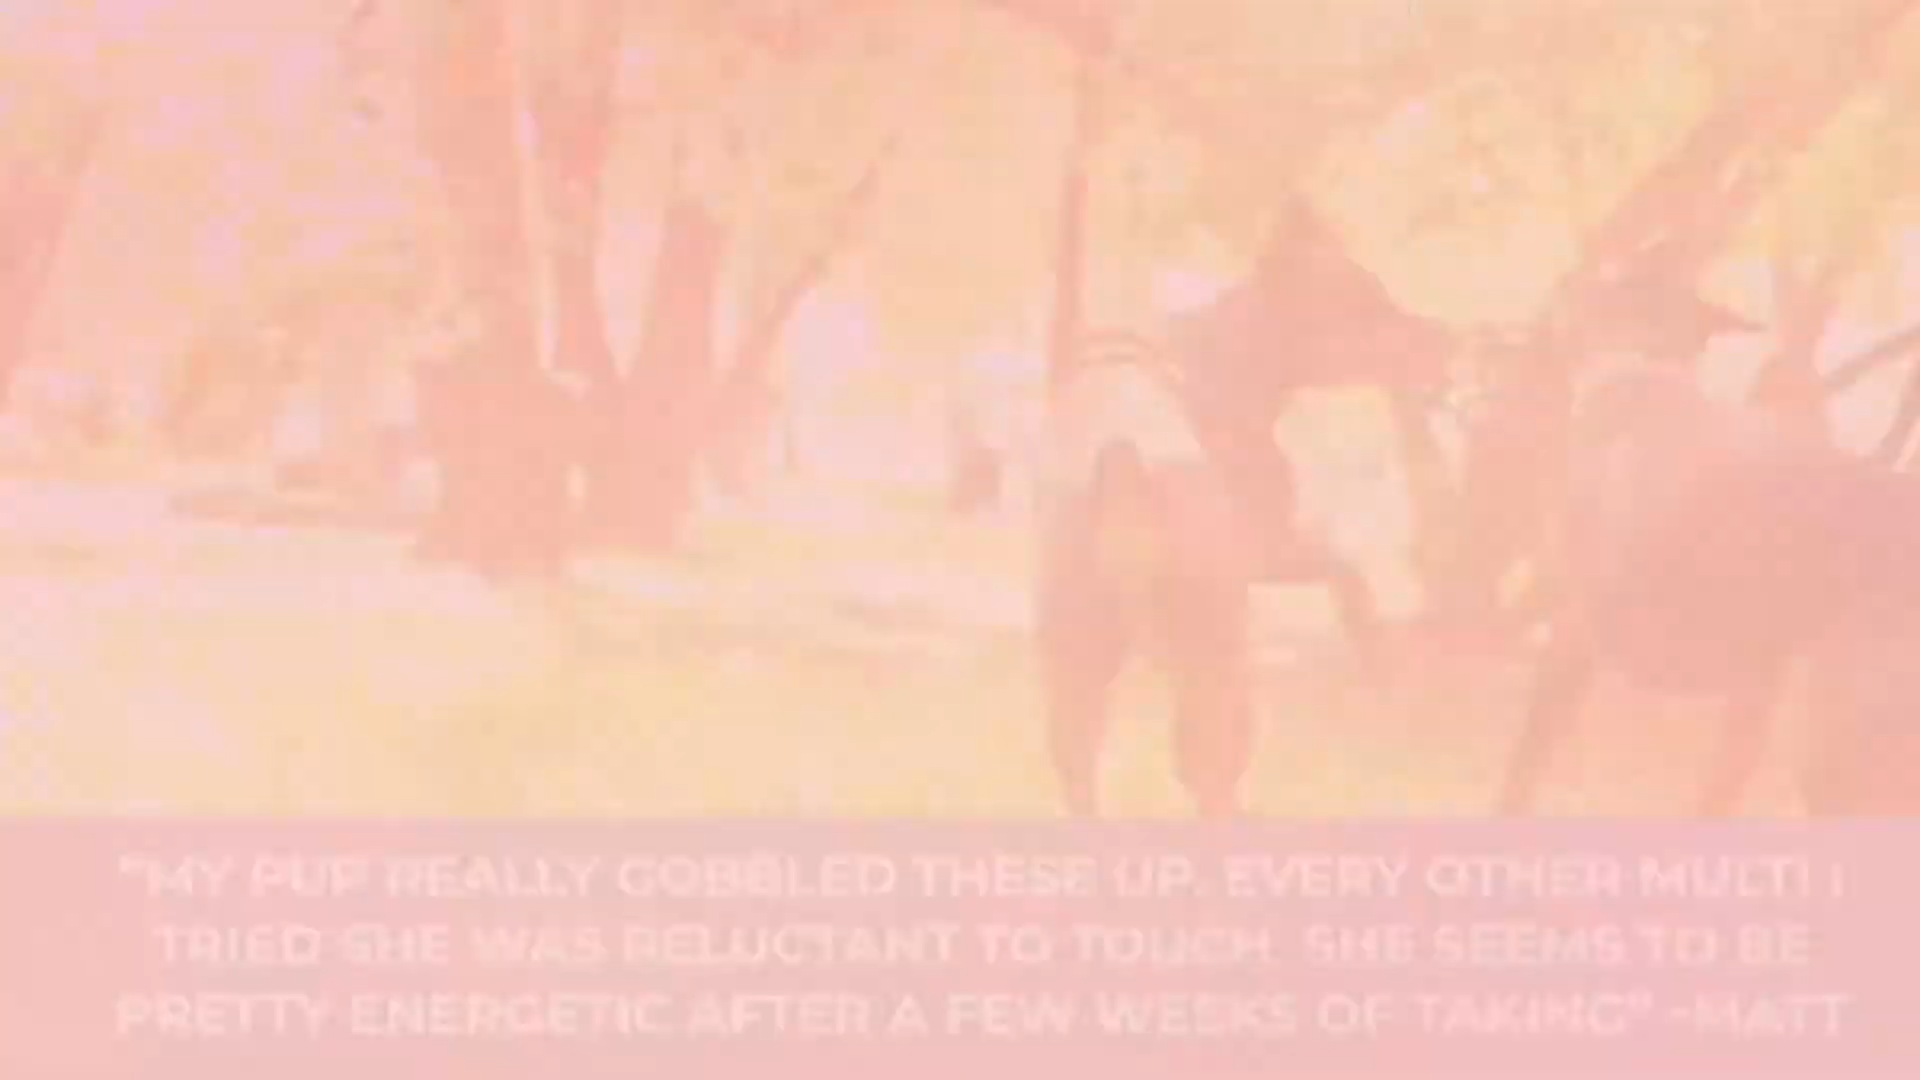 "MY PUP REALLY GOBBLED THESE UP. EVERY OTHER MULTI I
TRIED SHE WAS RELUCTANT TO TOUCH. SHE SEEMS TO BE
PRETTY ENERGETIC AFTER A FEW WEEKS OF TAKING" -MATT